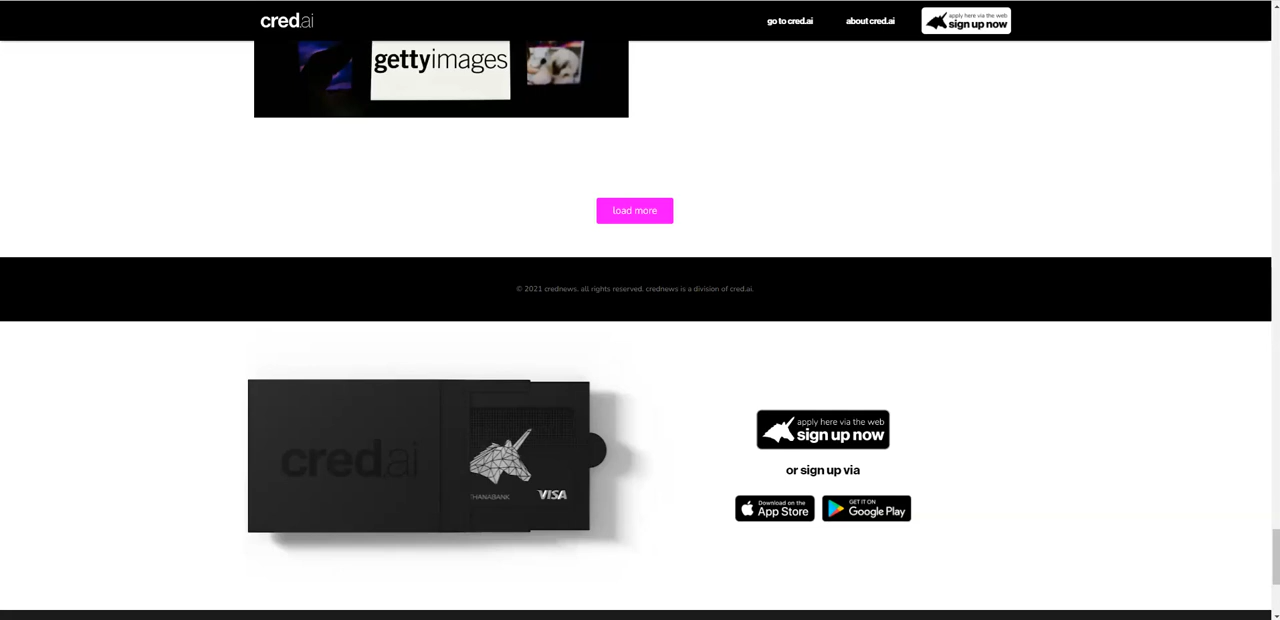 cred.ai
go to cred.ai
about cred.ai
apply here via the web
sign up now
gettyimages
load more
© 2021 crednews. all rights reserved. crednews is a division of cred.ai.
cred.ai
THANABANK
VISA
apply here via the web
sign up now
or sign up via
Download on the
App Store
GET IT ON
Google Play